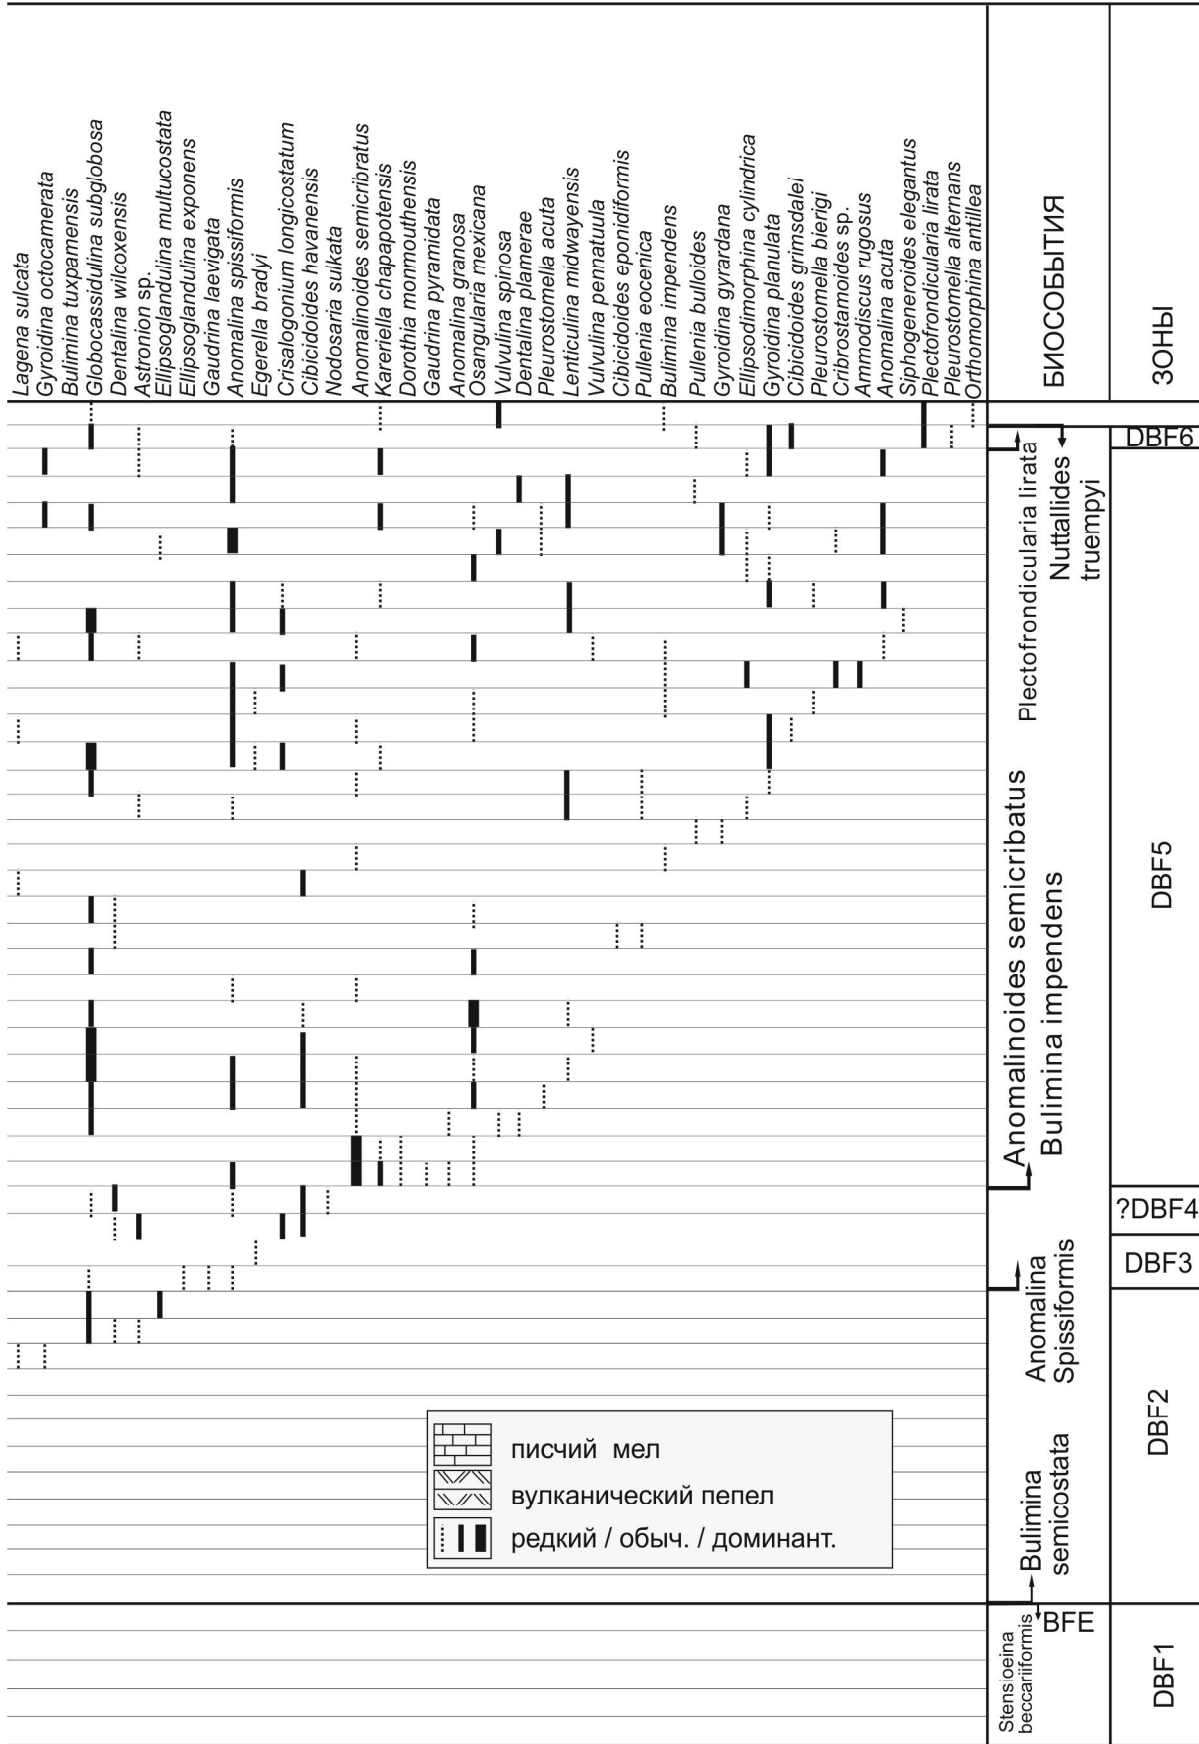 Lagena sulcata
Gyroidina octocamerata
Bulimina tuxpamensis
Globocassidulina subglobosa
Dentalina wilcoxensis
Astronion sp.
Ellipsoglandulina multucostata
Ellipsoglandulina exponens
Gaudrina laevigata
Anomalina spissiformis
Egerella bradyi
Crisalogonium longicostatum
Cibicidoides havanensis
Nodosaria sulkata
Anomalinoides semicribratus
Kareriella chapapotensis
Dorothia monmouthensis
Gaudrina pyramidata
Anomalina granosa
Osangularia mexicana
Vulvulina spinosa
Dentalina plamerae
Pleurostomella acuta
Lenticulina midwayensis
Vulvulina pennatuula
Cibicidoides eponidiformis
Pullenia eocenica
Bulimina impendens
Pullenia bulloides
Gyroidina gyrardana
Ellipsodimorphina cylindrica
Gyroidina planulata
Cibicidoides grimsdalei
Pleurostomella bierigi
Cribrostamoides sp.
Ammodiscus rugosus
Anomalina acuta
Siphogeneroides elegantus
Plectofrondicularia lirata
Pleurostomella alternans
Orthomorphina antillea
БИОСОБЫТИЯ
ЗОНЫ
DBF6
Plectofrondicularia lirata
Nuttallides
truempyi
DBF5
Anomalinoides semicribatus
Bulimina impendens
?DBF4
DBF3
Anomalina
Spissiformis
DBF2
Bulimina
semicostata
BFE
Stensioeina
beccariiformis
DBF1
писчий мел
вулканический пепел
редкий / обыч. / доминант.